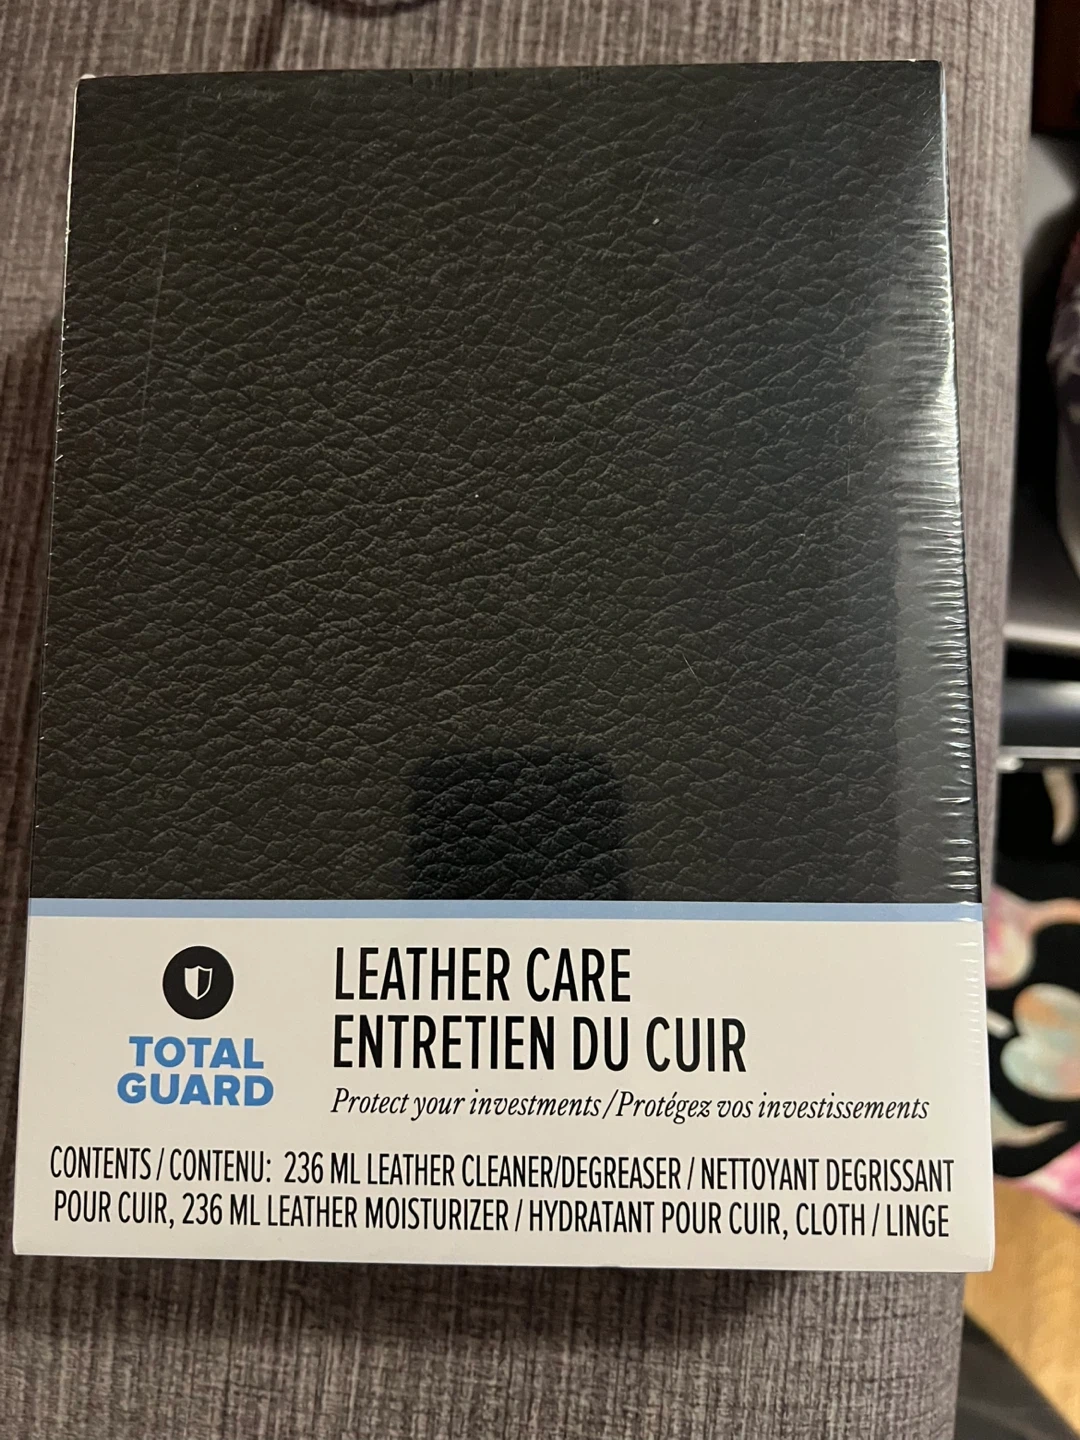 TOTAL
GUARD
LEATHER CARE
ENTRETIEN DU CUIR
Protect your investments/Protégez vos investissements
CONTENTS / CONTENU: 236 ML LEATHER CLEANER/DEGREASER / NETTOYANT DEGRISSANT
POUR CUIR, 236 ML LEATHER MOISTURIZER / HYDRATANT POUR CUIR, CLOTH / LINGE